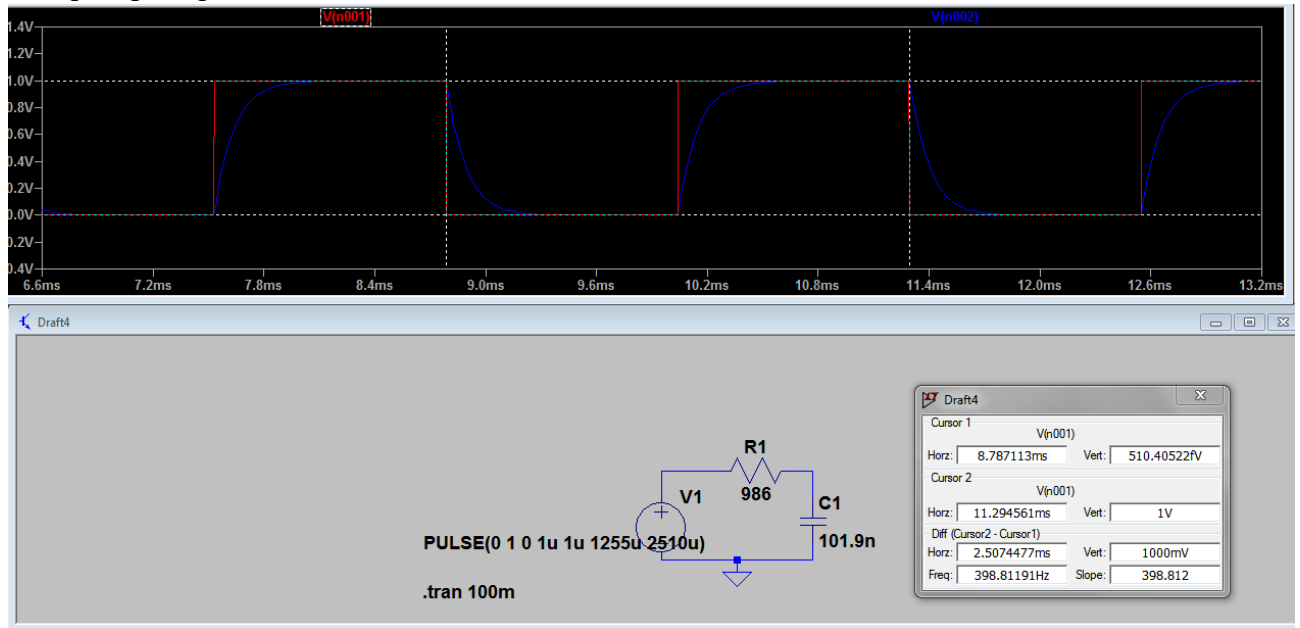 V(n001) V(n002)
1.4V
1.2V
1.0V
0.8V
0.6V
0.4V
0.2V
0.0V
0.2V
0.4V
6.6ms 7.2ms 7.8ms 8.4ms 9.0ms 9.6ms 10.2ms 10.8ms 11.4ms 12.0ms 12.6ms 13.2ms
Draft4
R1
986
V1
C1
101.9n
PULSE(0 1 0 1u 1u 1255u 2510u)
.tran 100m
Draft4
Cursor 1
V(n001)
Horz: 8.787113ms Vert: 510.40522fV
Cursor 2
V(n001)
Horz: 11.294561ms Vert: 1V
Diff (Cursor2 - Cursor1)
Horz: 2.5074477ms Vert: 1000mV
Freq: 398.81191Hz Slope: 398.812